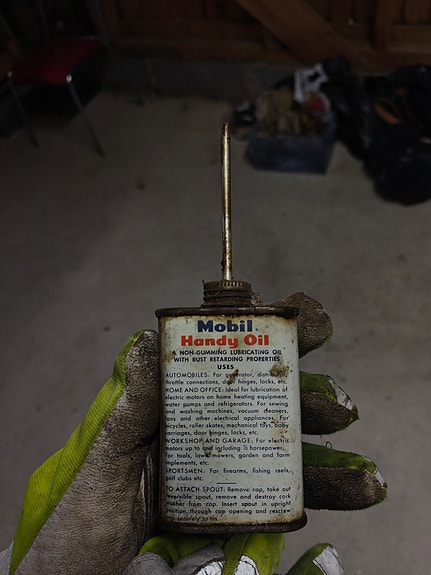 Mobil
Handy Oil
A NON-GUMMING LUBRICATING OIL
WITH RUST RETARDING PROPERTIES
USES
AUTOMOBILES: For generator, distributor,
throttle connections, door hinges, locks, etc.
HOME AND OFFICE: Ideal for lubrication of
electric motors on home heating equipment,
water pumps and refrigerators. For sewing
and washing machines, vacuum cleaners,
fans and other electrical appliances. For
bicycles, roller skates, mechanical toys, baby
carriages, door hinges, locks, etc.
WORKSHOP AND GARAGE: For electric
motors up to and including ½ horsepower.
For tools, lawn mowers, garden and farm
implements, etc.
SPORTSMEN: For firearms, fishing reels,
golf clubs etc.
TO ATTACH SPOUT: Remove cap, take out
reversible spout, remove and destroy cork
washer from cap. Insert spout in upright
position through cap opening and rescrew
cap securely to tin.